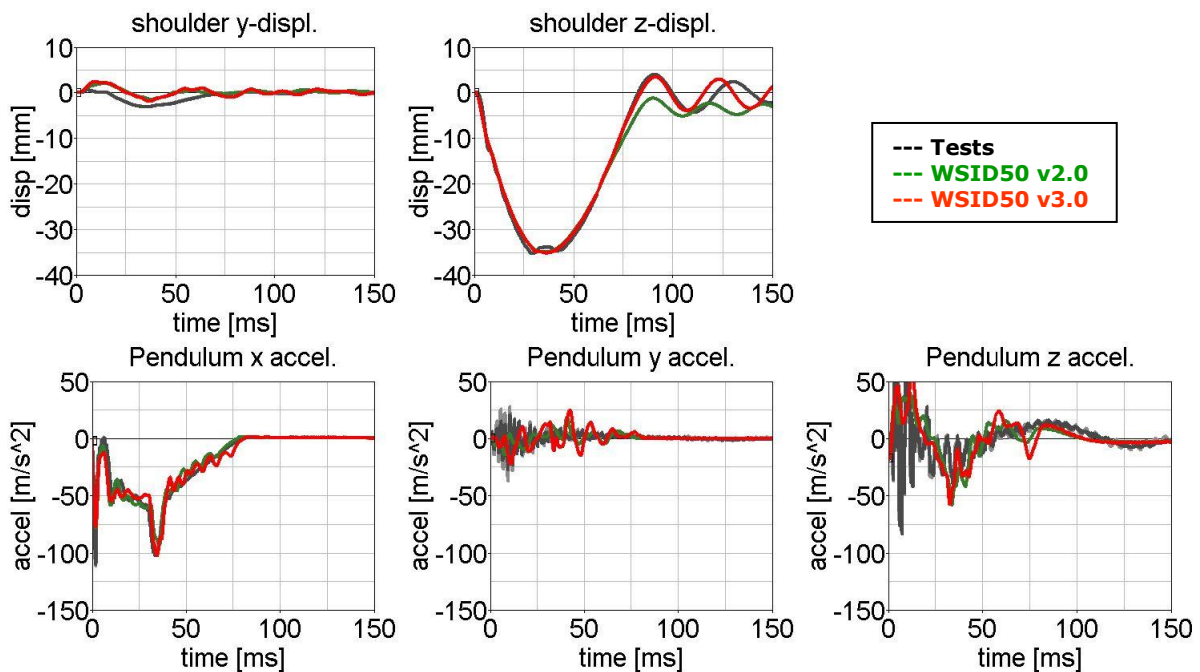 shoulder y-displ.
shoulder z-displ.
10
0
-10
-20
-30
-40
disp [mm]
0
50
100
150
time [ms]
10
0
-10
-20
-30
-40
disp [mm]
0
50
100
150
time [ms]
--- Tests
--- WSID50 v2.0
--- WSID50 v3.0
Pendulum x accel.
Pendulum y accel.
Pendulum z accel.
50
0
-50
-100
-150
accel [m/s^2]
0
50
100
150
time [ms]
50
0
-50
-100
-150
accel [m/s^2]
0
50
100
150
time [ms]
50
0
-50
-100
-150
accel [m/s^2]
0
50
100
150
time [ms]